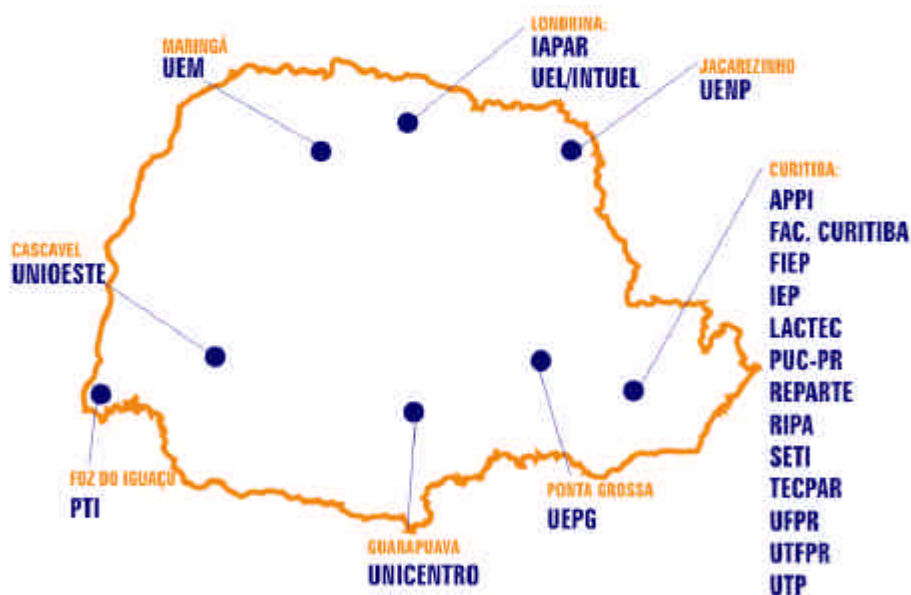 LONDRINA:
IAPAR
UEL/INTUEL
MARINGÁ
UEM
JACAREZINHO
UENP
CURITIBA:
APPI
FAC. CURITIBA
FIEP
IEP
LACTEC
PUC-PR
REPARTE
RIPA
SETI
TECPAR
UFPR
UTFPR
UTP
CASCAVEL
UNIOESTE
FOZ DO IGUAÇU
PTI
PONTA GROSSA
UEPG
GUARAPUAVA
UNICENTRO